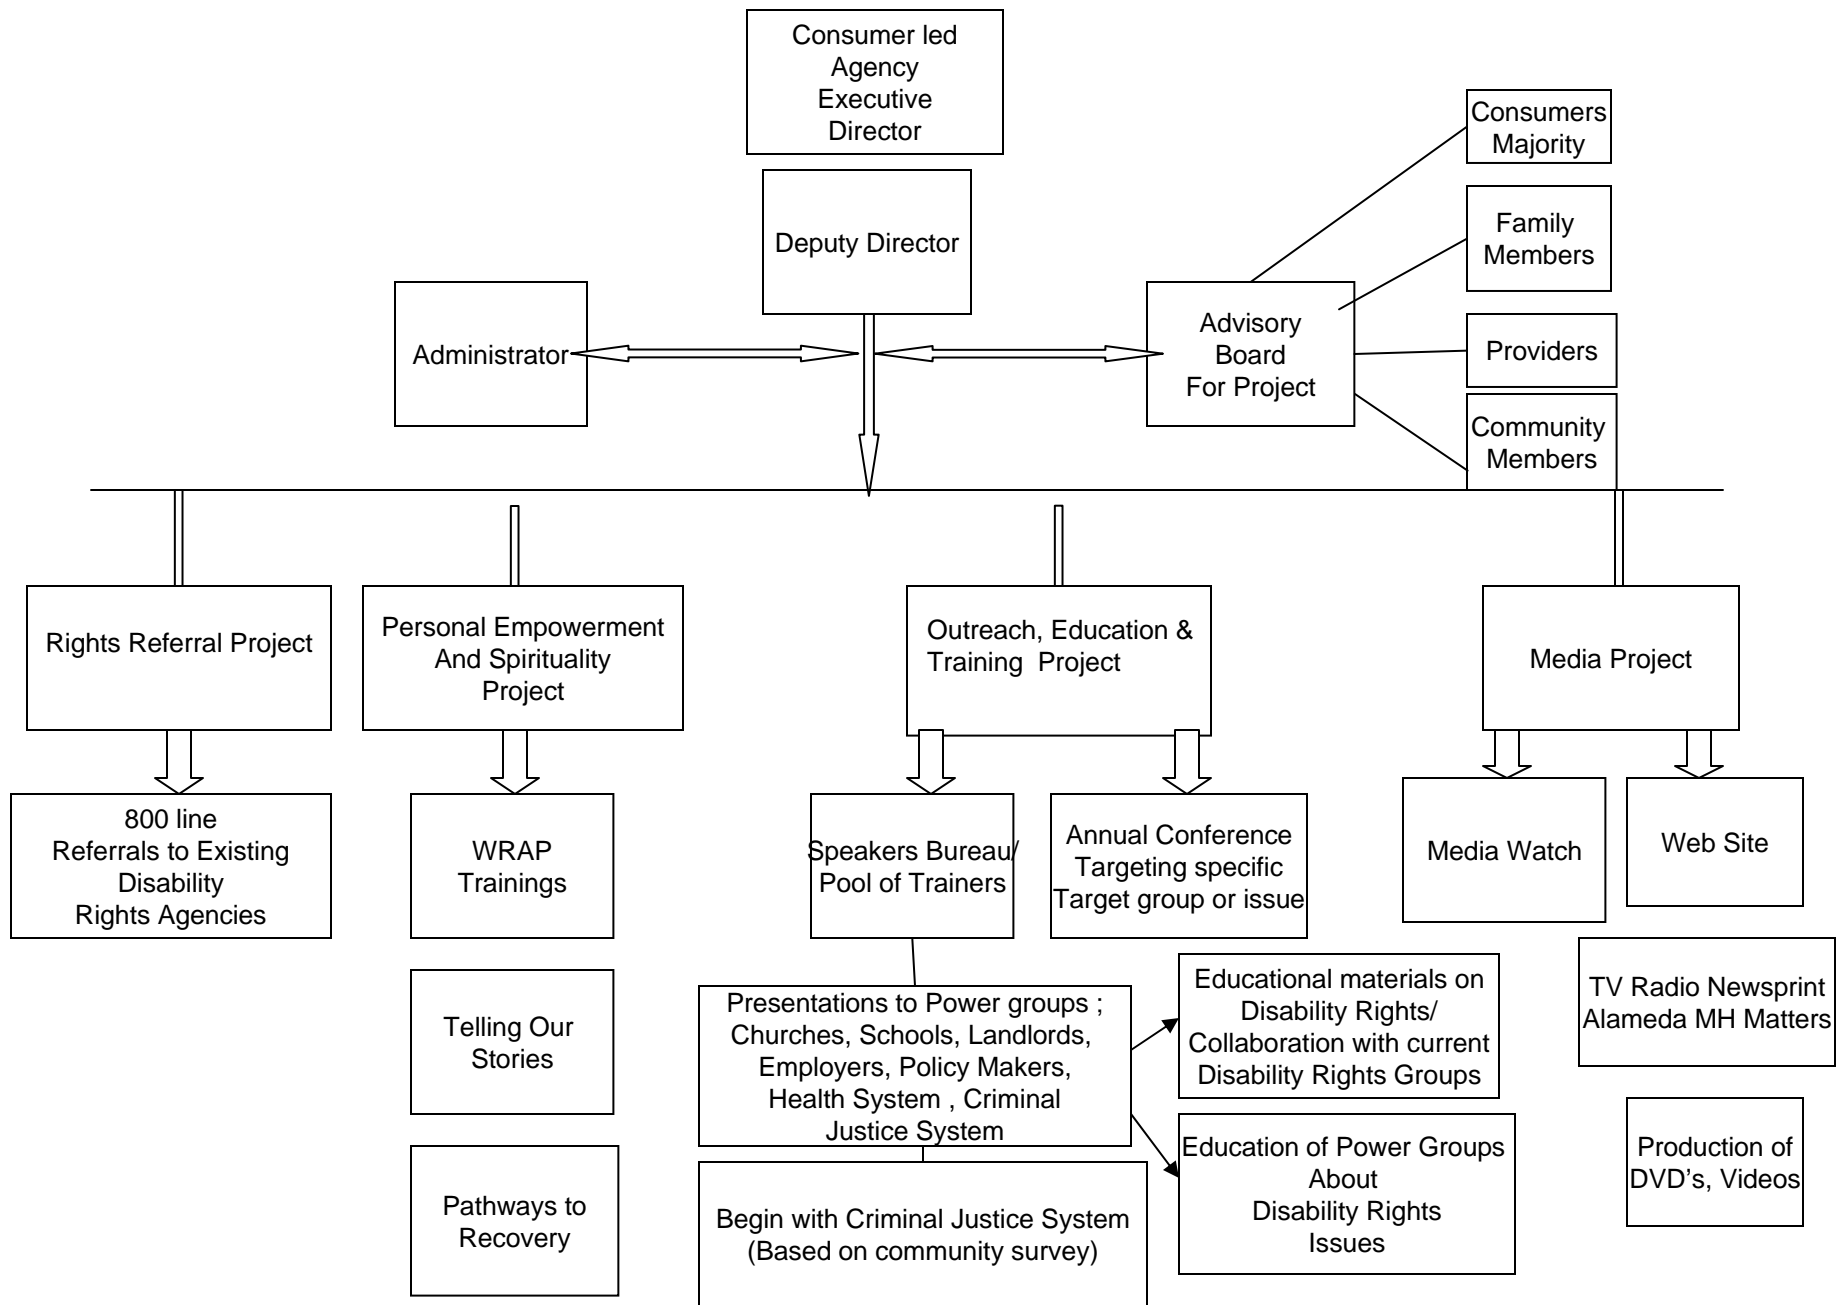 Consumer led
Agency
Executive
Director
Consumers
Majority
Deputy Director
Family
Members
Administrator
Advisory
Board
For Project
Providers
Community
Members
Rights Referral Project
Personal Empowerment
And Spirituality
Project
Outreach, Education &
Training Project
Media Project
800 line
Referrals to Existing
Disability
Rights Agencies
WRAP
Trainings
Speakers Bureau/
Pool of Trainers
Annual Conference
Targeting specific
Target group or issue
Media Watch
Web Site
Telling Our
Stories
Presentations to Power groups ;
Churches, Schools, Landlords,
Employers, Policy Makers,
Health System , Criminal
Justice System
Educational materials on
Disability Rights/
Collaboration with current
Disability Rights Groups
TV Radio Newsprint
Alameda MH Matters
Pathways to
Recovery
Begin with Criminal Justice System
(Based on community survey)
Education of Power Groups
About
Disability Rights
Issues
Production of
DVD’s, Videos